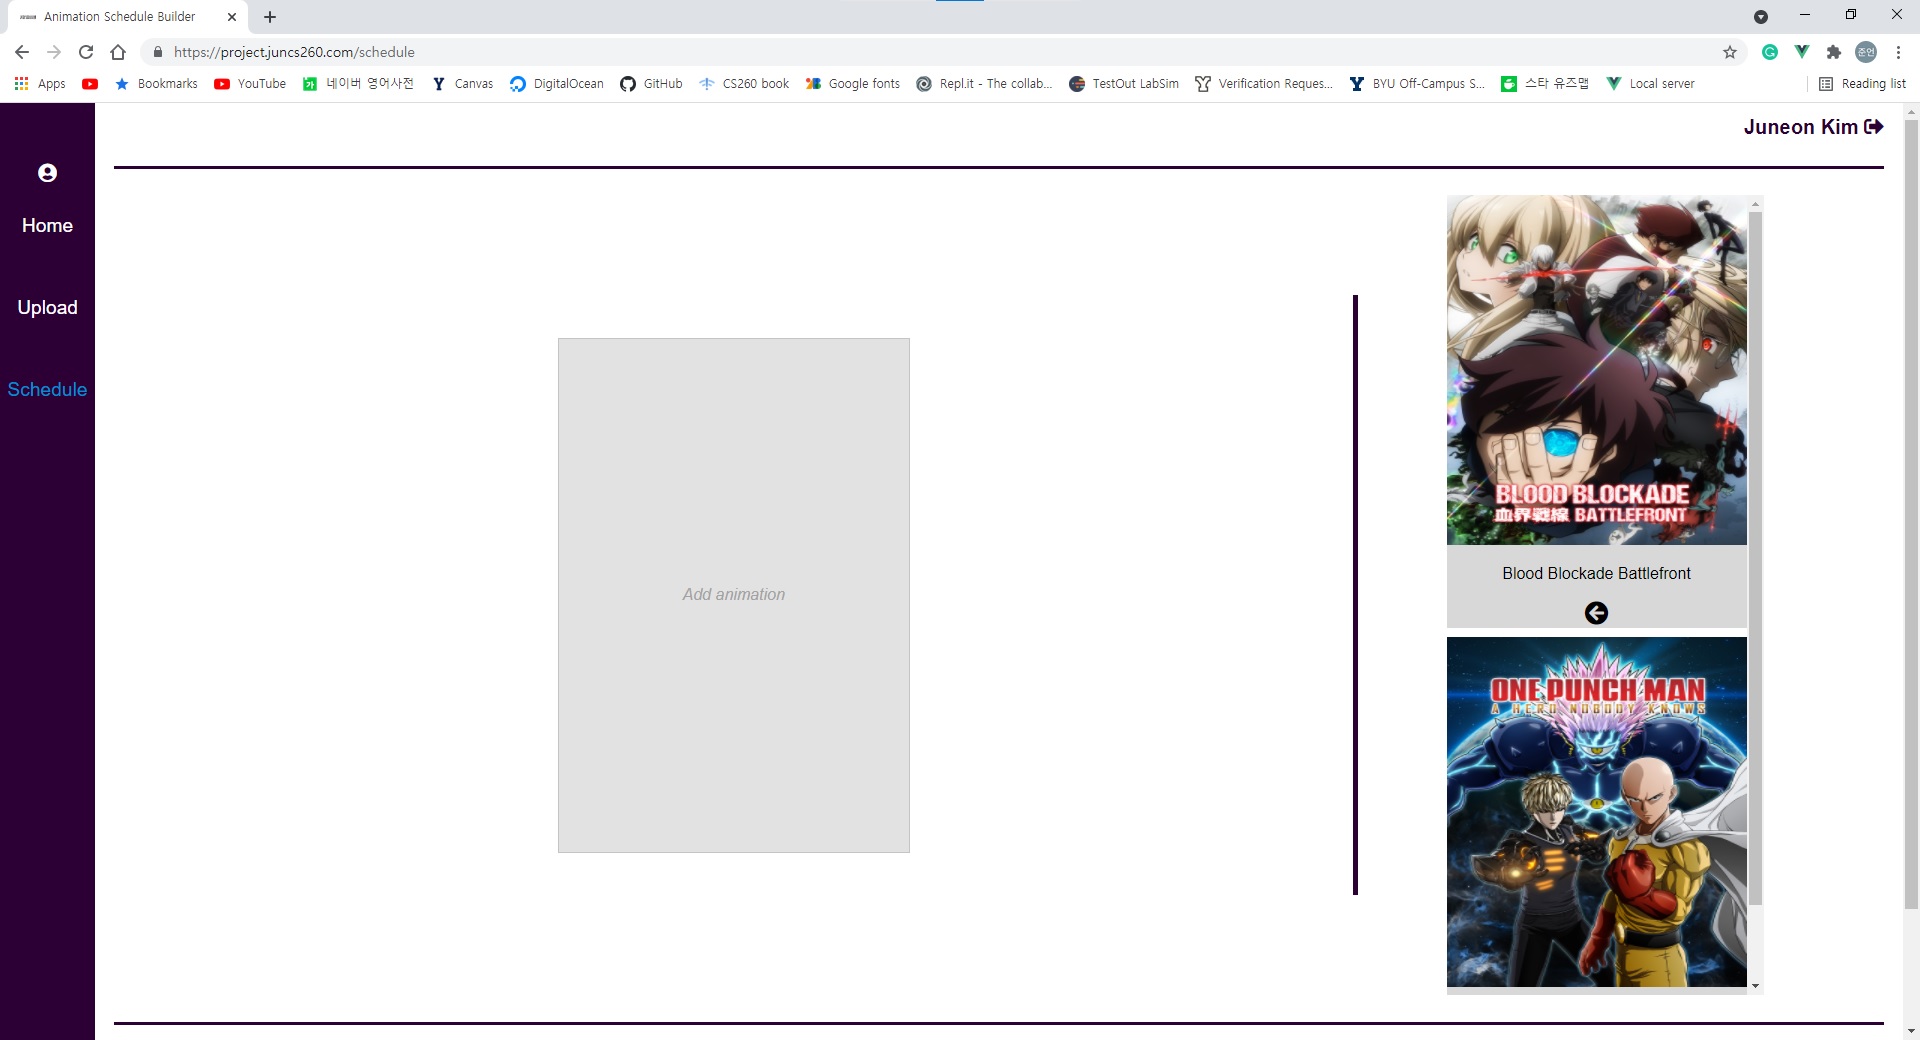 Animation Schedule Builder
https://project.juncs260.com/schedule
준언
Apps
Bookmarks
YouTube
네이버 영어사전
Canvas
DigitalOcean
GitHub
CS260 book
Google fonts
Repl.it - The collab...
TestOut LabSim
Verification Reques...
BYU Off-Campus S...
스타 유즈맵
Local server
Reading list
Juneon Kim
Home
Upload
Schedule
Add animation
BLOOD BLOCKADE
血界戦線 BATTLEFRONT
Blood Blockade Battlefront
ONE PUNCH MAN
A HERO NOBODY KNOWS